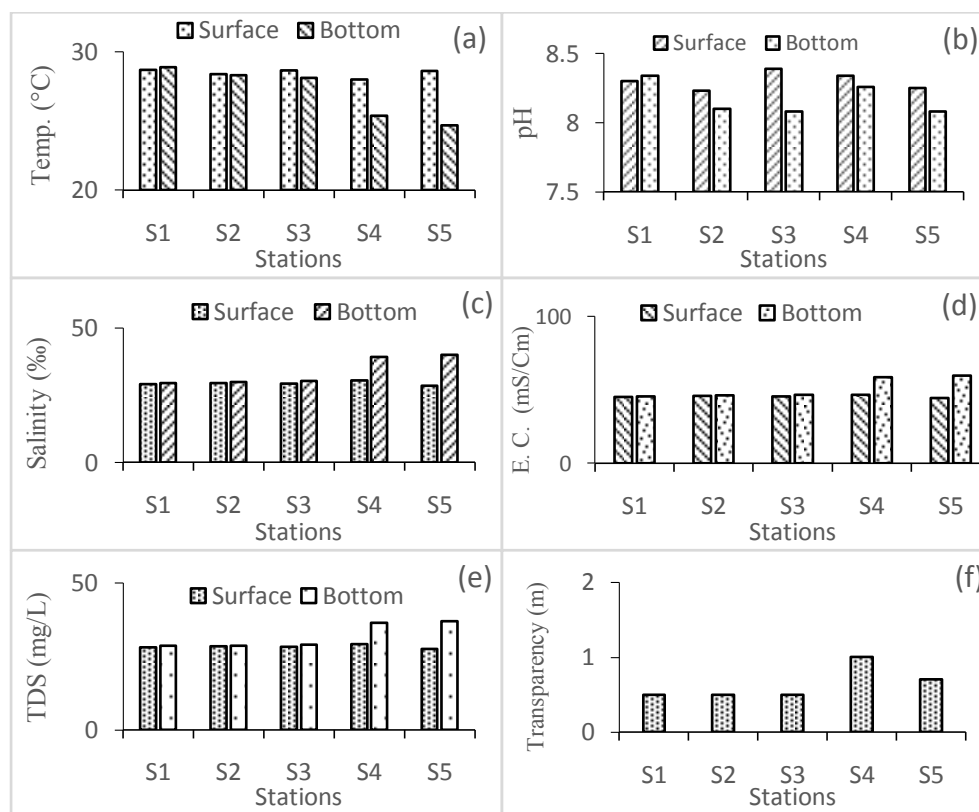 Surface Bottom (a)
Temp. (°C)
30
20
S1 S2 S3 S4 S5
Stations
Surface Bottom (b)
pH
8.5
8
7.5
S1 S2 S3 S4 S5
Stations
Surface Bottom (c)
Salinity (‰)
50
0
S1 S2 S3 S4 S5
Stations
Surface Bottom (d)
E. C. (mS/Cm)
100
0
S1 S2 S3 S4 S5
Stations
Surface Bottom (e)
TDS (mg/L)
50
0
S1 S2 S3 S4 S5
Stations
(f)
Transparency (m)
2
1
0
S1 S2 S3 S4 S5
Stations